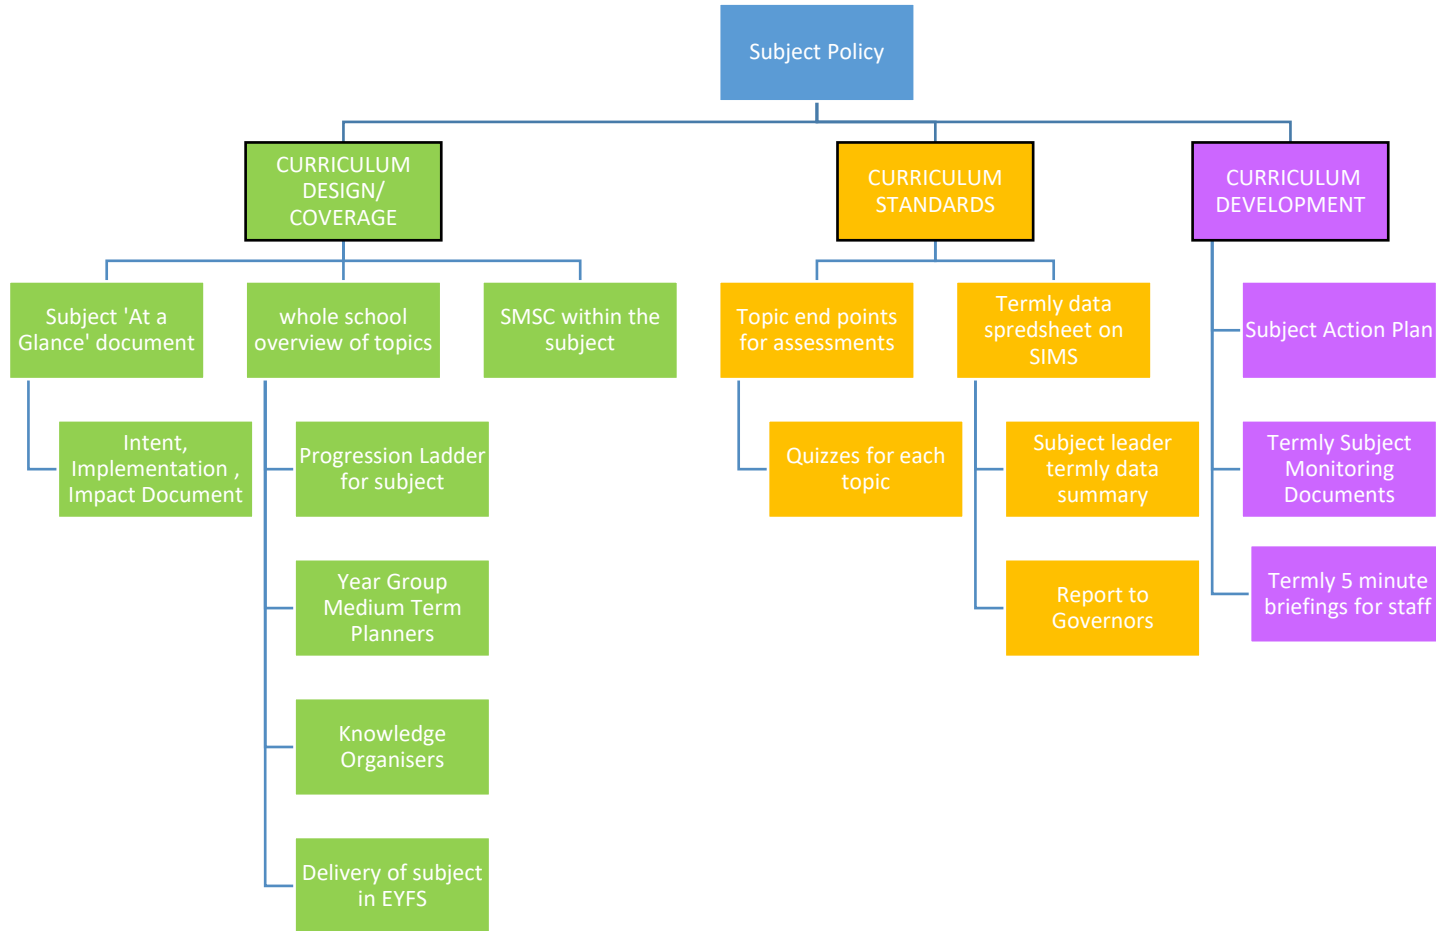 Subject Policy
CURRICULUM
DESIGN/
COVERAGE
CURRICULUM
STANDARDS
CURRICULUM
DEVELOPMENT
Subject 'At a
Glance' document
whole school
overview of topics
SMSC within the
subject
Topic end points
for assessments
Termly data
spredsheet on
SIMS
Subject Action Plan
Intent,
Implementation ,
Impact Document
Progression Ladder
for subject
Quizzes for each
topic
Subject leader
termly data
summary
Termly Subject
Monitoring
Documents
Year Group
Medium Term
Planners
Report to
Governors
Termly 5 minute
briefings for staff
Knowledge
Organisers
Delivery of subject
in EYFS